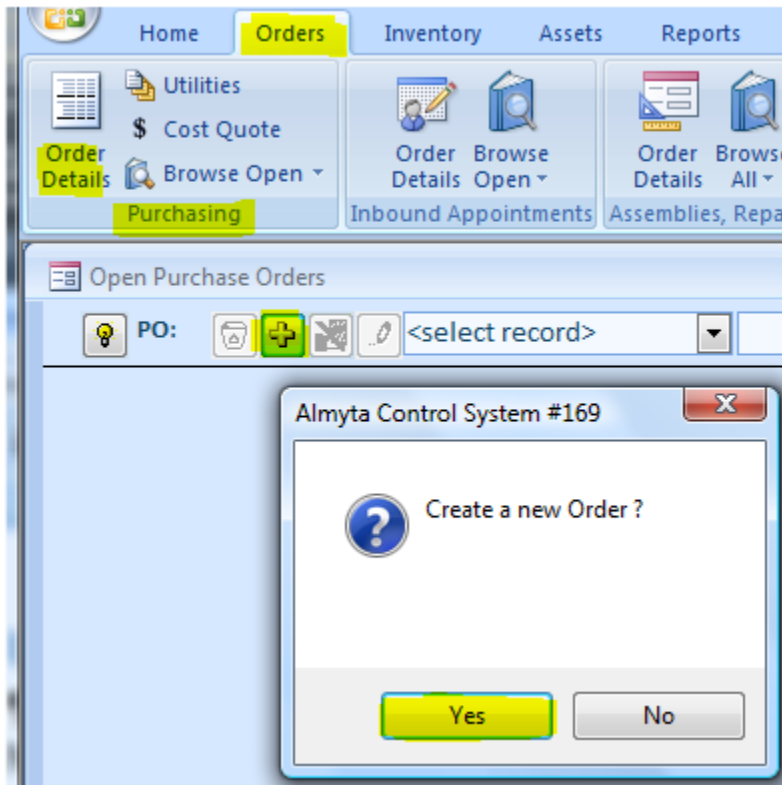 Home Orders Inventory Assets Reports
Utilities
$ Cost Quote
Order Details
Browse Open
Purchasing
Order Details
Browse Open
Inbound Appointments
Order Details
Browse All
Assemblies, Repa
Open Purchase Orders
PO: <select record>
Almyta Control System #169
Create a new Order ?
Yes No